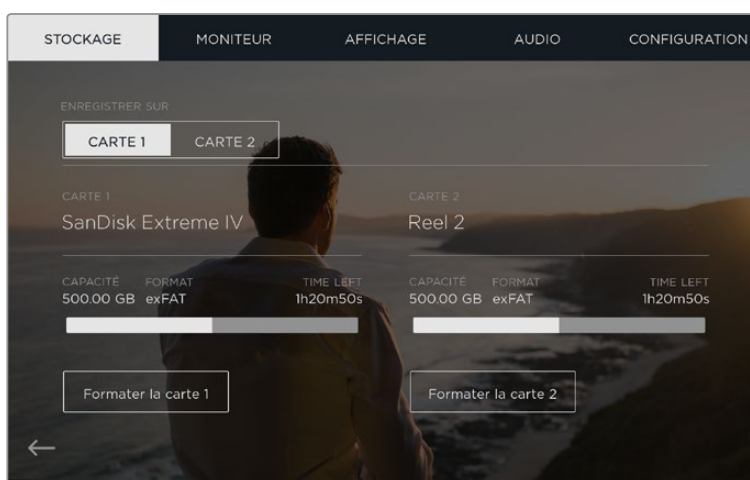 STOCKAGE MONITEUR AFFICHAGE AUDIO CONFIGURATION
ENREGISTRER SUR
CARTE 1 CARTE 2
CARTE 1 CARTE 2
SanDisk Extreme IV Reel 2
CAPACITÉ FORMAT TIME LEFT CAPACITÉ FORMAT TIME LEFT
500.00 GB exFAT 1h20m50s 500.00 GB exFAT 1h20m50s
Formater la carte 1 Formater la carte 2